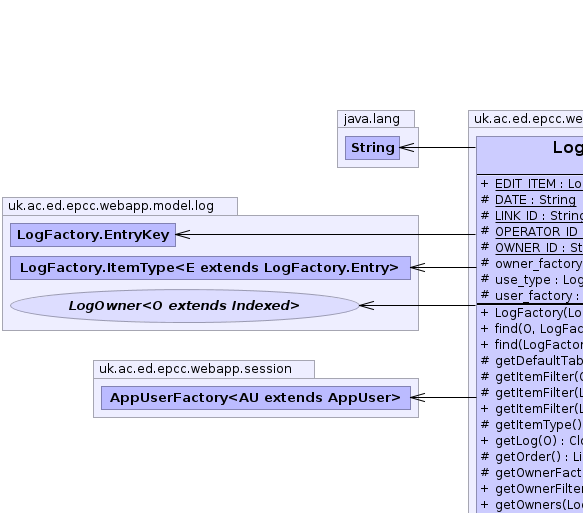 java.lang
String
uk.ac.ed.epcc.webapp.model.log
LogFactory.EntryKey
LogFactory.ItemType<E extends LogFactory.Entry>
LogOwner<O extends Indexed>
uk.ac.ed.epcc.webapp.session
AppUserFactory<AU extends AppUser>
uk.ac.ed.epcc.we
Log
+ EDIT_ITEM : Lo
# DATE : String
# LINK_ID : String
# OPERATOR_ID
# OWNER_ID : St
# owner_factory
# use_type : Log
# user_factory :
+ LogFactory(Lo
+ find(O, LogFac
+ find(LogFactor
# getDefaultTab
# getItemFilter(
# getItemFilter(L
+ getItemFilter(L
# getItemType()
+ getLog(O) : Clo
# getOrder() : Li
# getOwnerFact
+ getOwnerFilter
+ getOwners(Lo